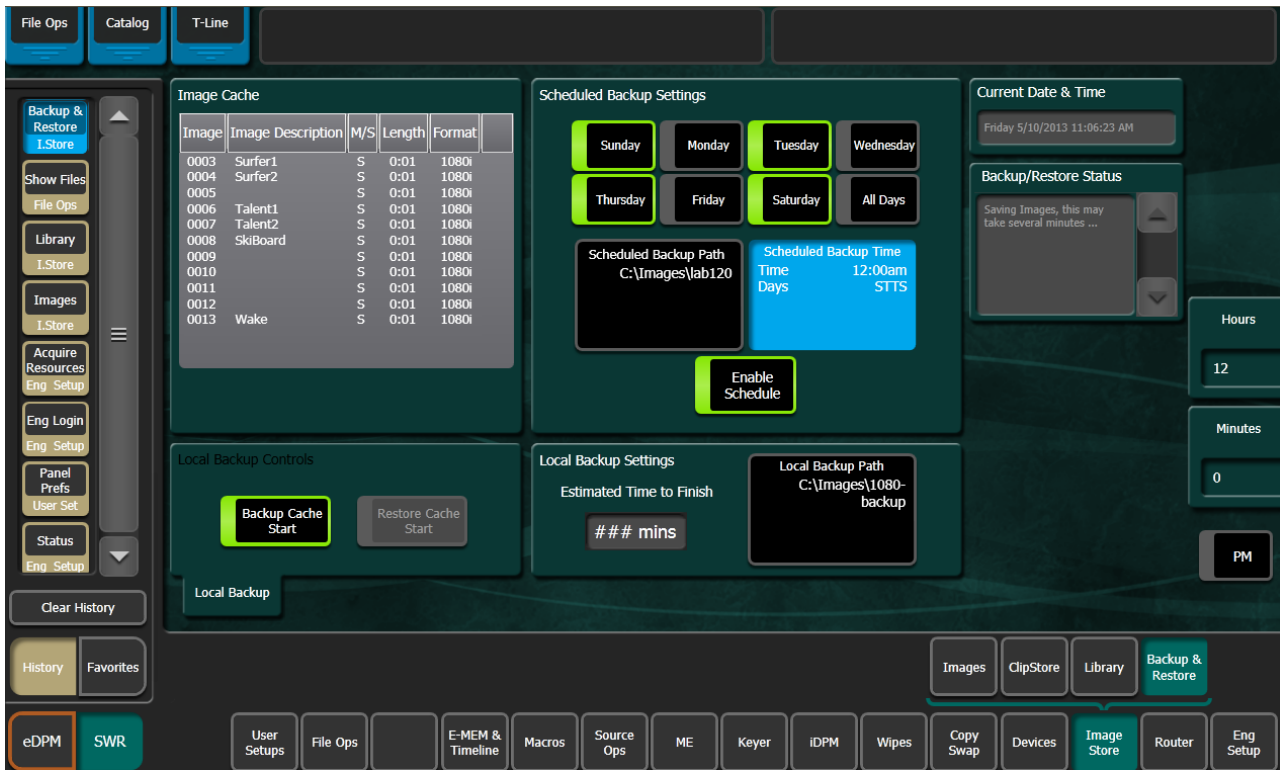 File Ops
Catalog
T-Line
Backup &
Restore
I.Store
Show Files
File Ops
Library
I.Store
Images
I.Store
Acquire
Resources
Eng Setup
Eng Login
Eng Setup
Panel
Prefs
User Set
Status
Eng Setup
Clear History
History
Favorites
eDPM
SWR
Image Cache
Image Image Description M/S Length Format
0003 Surfer1 S 0:01 1080i
0004 Surfer2 S 0:01 1080i
0005 S 0:01 1080i
0006 Talent1 S 0:01 1080i
0007 Talent2 S 0:01 1080i
0008 SkiBoard S 0:01 1080i
0009 S 0:01 1080i
0010 S 0:01 1080i
0011 S 0:01 1080i
0012 S 0:01 1080i
0013 Wake S 0:01 1080i
Local Backup Controls
Backup Cache
Start
Restore Cache
Start
Local Backup
Scheduled Backup Settings
Sunday
Monday
Tuesday
Wednesday
Thursday
Friday
Saturday
All Days
Scheduled Backup Path
C:\Images\lab120
Scheduled Backup Time
Time 12:00am
Days STTS
Enable
Schedule
Local Backup Settings
Estimated Time to Finish
### mins
Local Backup Path
C:\Images\1080-
backup
Current Date & Time
Friday 5/10/2013 11:06:23 AM
Backup/Restore Status
Saving Images, this may
take several minutes ...
Hours
12
Minutes
0
PM
Images
ClipStore
Library
Backup &
Restore
User
Setups
File Ops
E-MEM &
Timeline
Macros
Source
Ops
ME
Keyer
iDPM
Wipes
Copy
Swap
Devices
Image
Store
Router
Eng
Setup